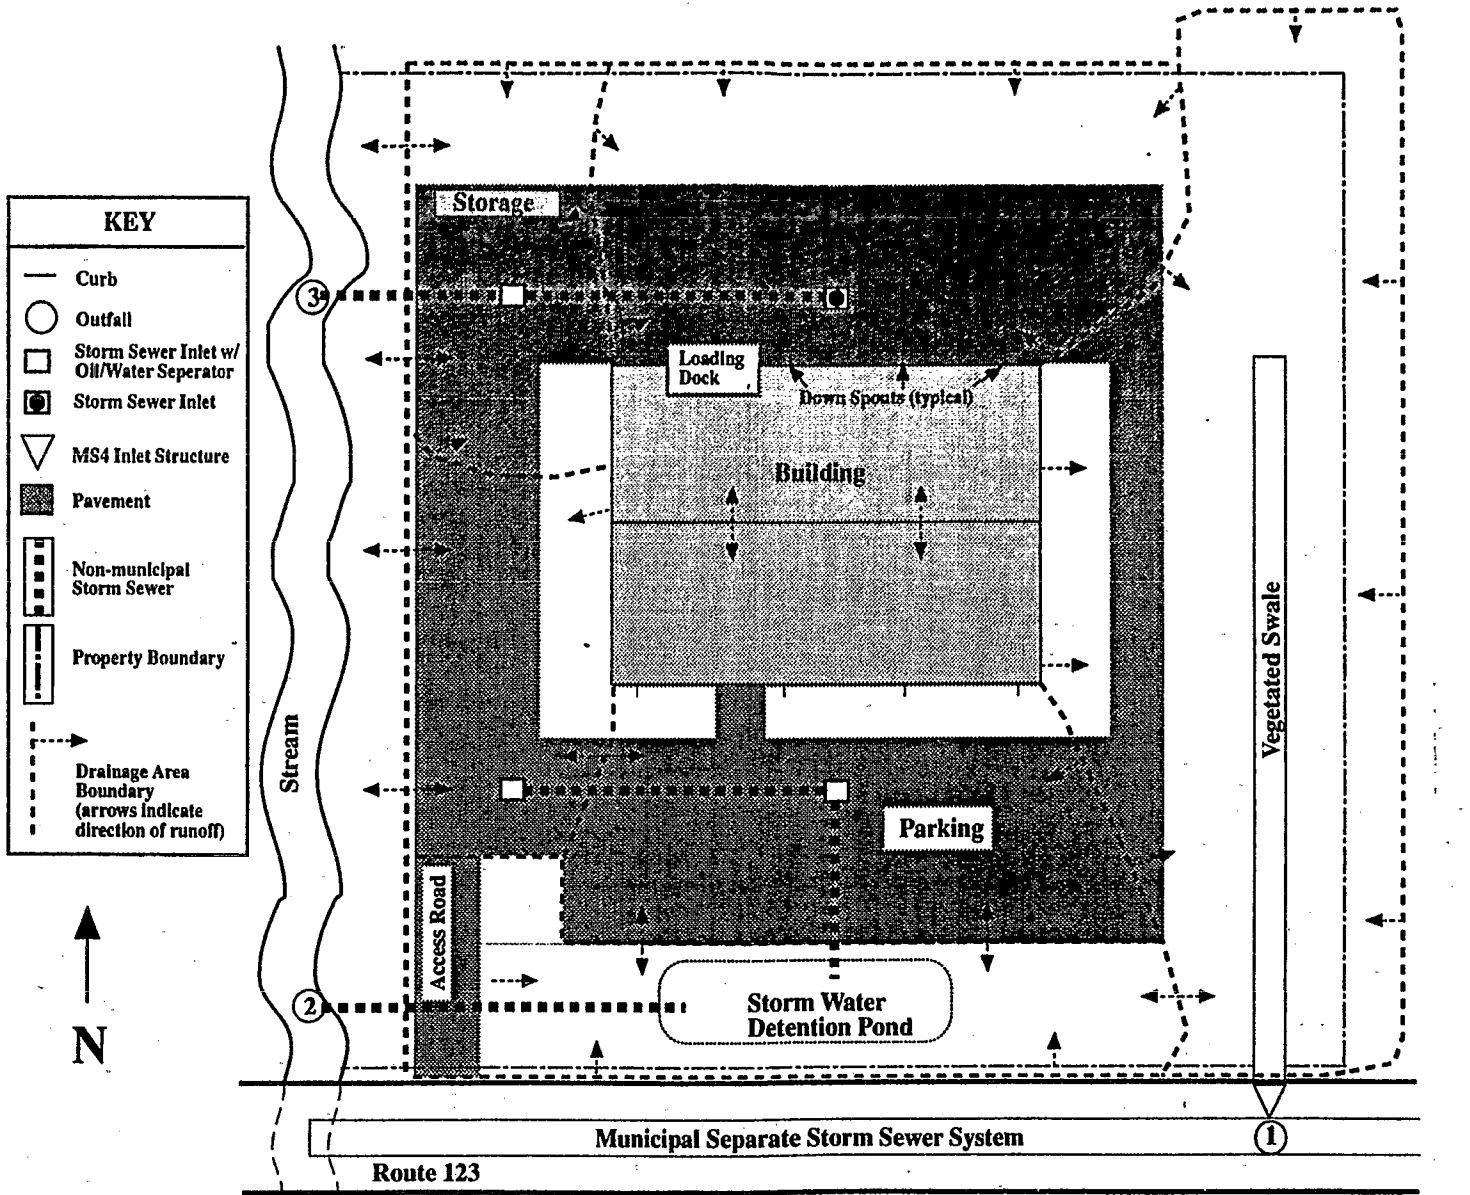 KEY
Curb
Outfall
Storm Sewer Inlet w/
Oil/Water Seperator
Storm Sewer Inlet
MS4 Inlet Structure
Pavement
Non-municipal
Storm Sewer
Property Boundary
Drainage Area
Boundary
(arrows indicate
direction of runoff)
N
Stream
3
2
Storage
Loading
Dock
Down Spouts (typical)
Building
Parking
Access Road
Storm Water
Detention Pond
Vegetated Swale
Municipal Separate Storm Sewer System
1
Route 123